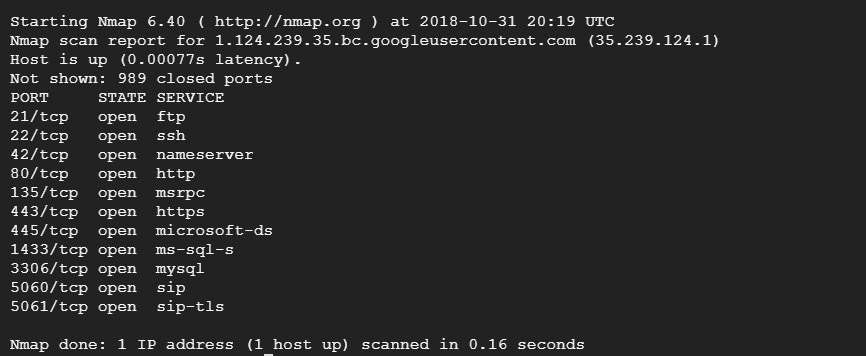 Starting Nmap 6.40 ( http://nmap.org ) at 2018-10-31 20:19 UTC
Nmap scan report for 1.124.239.35.bc.googleusercontent.com (35.239.124.1)
Host is up (0.00077s latency).
Not shown: 989 closed ports
PORT     STATE SERVICE
21/tcp   open  ftp
22/tcp   open  ssh
42/tcp   open  nameserver
80/tcp   open  http
135/tcp  open  msrpc
443/tcp  open  https
445/tcp  open  microsoft-ds
1433/tcp open  ms-sql-s
3306/tcp open  mysql
5060/tcp open  sip
5061/tcp open  sip-tls
Nmap done: 1 IP address (1 host up) scanned in 0.16 seconds